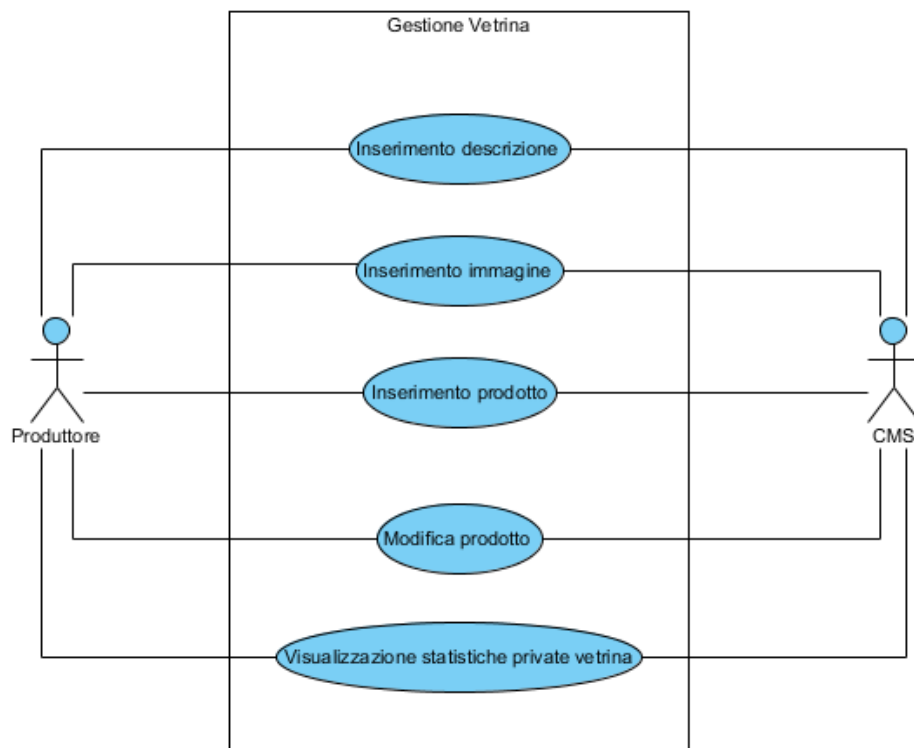 Gestione Vetrina
Inserimento descrizione
Inserimento immagine
Inserimento prodotto
Produttore
CMS
Modifica prodotto
Visualizzazione statistiche private vetrina